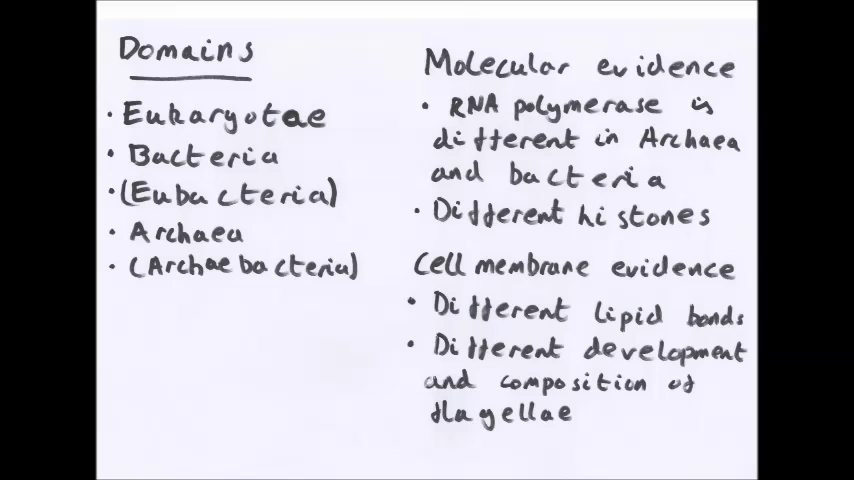 Domains
· Eukaryotae
· Bacteria
· (Eubacteria)
· Archaea
· (Archaebacteria)
Molecular evidence
· RNA polymerase is
different in Archaea
and bacteria
· Different histones
Cell membrane evidence
· Different lipid bonds
· Different development
and composition of
flagellae